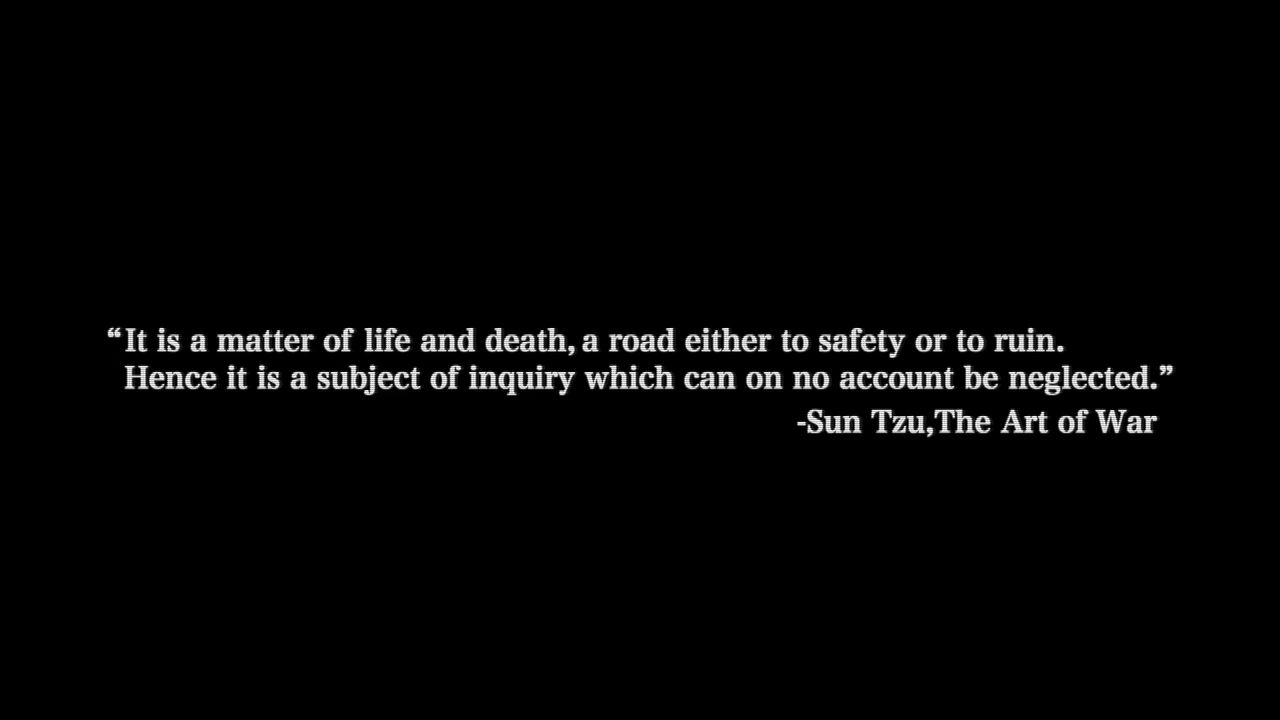 “It is a matter of life and death, a road either to safety or to ruin.
Hence it is a subject of inquiry which can on no account be neglected.”
-Sun Tzu,The Art of War